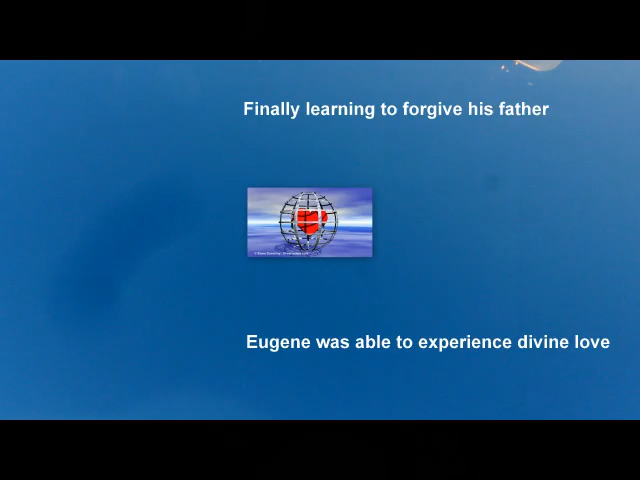 Finally learning to forgive his father
Eugene was able to experience divine love